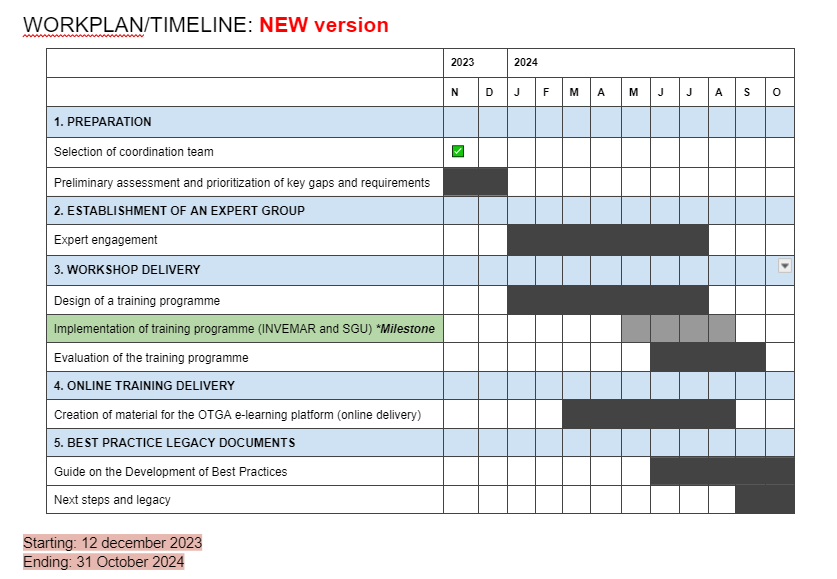 WORKPLAN/TIMELINE: NEW version
2023 2024
N D J F M A M J J A S O
1. PREPARATION
Selection of coordination team
Preliminary assessment and prioritization of key gaps and requirements
2. ESTABLISHMENT OF AN EXPERT GROUP
Expert engagement
3. WORKSHOP DELIVERY
Design of a training programme
Implementation of training programme (INVEMAR and SGU) *Milestone
Evaluation of the training programme
4. ONLINE TRAINING DELIVERY
Creation of material for the OTGA e-learning platform (online delivery)
5. BEST PRACTICE LEGACY DOCUMENTS
Guide on the Development of Best Practices
Next steps and legacy
Starting: 12 december 2023
Ending: 31 October 2024